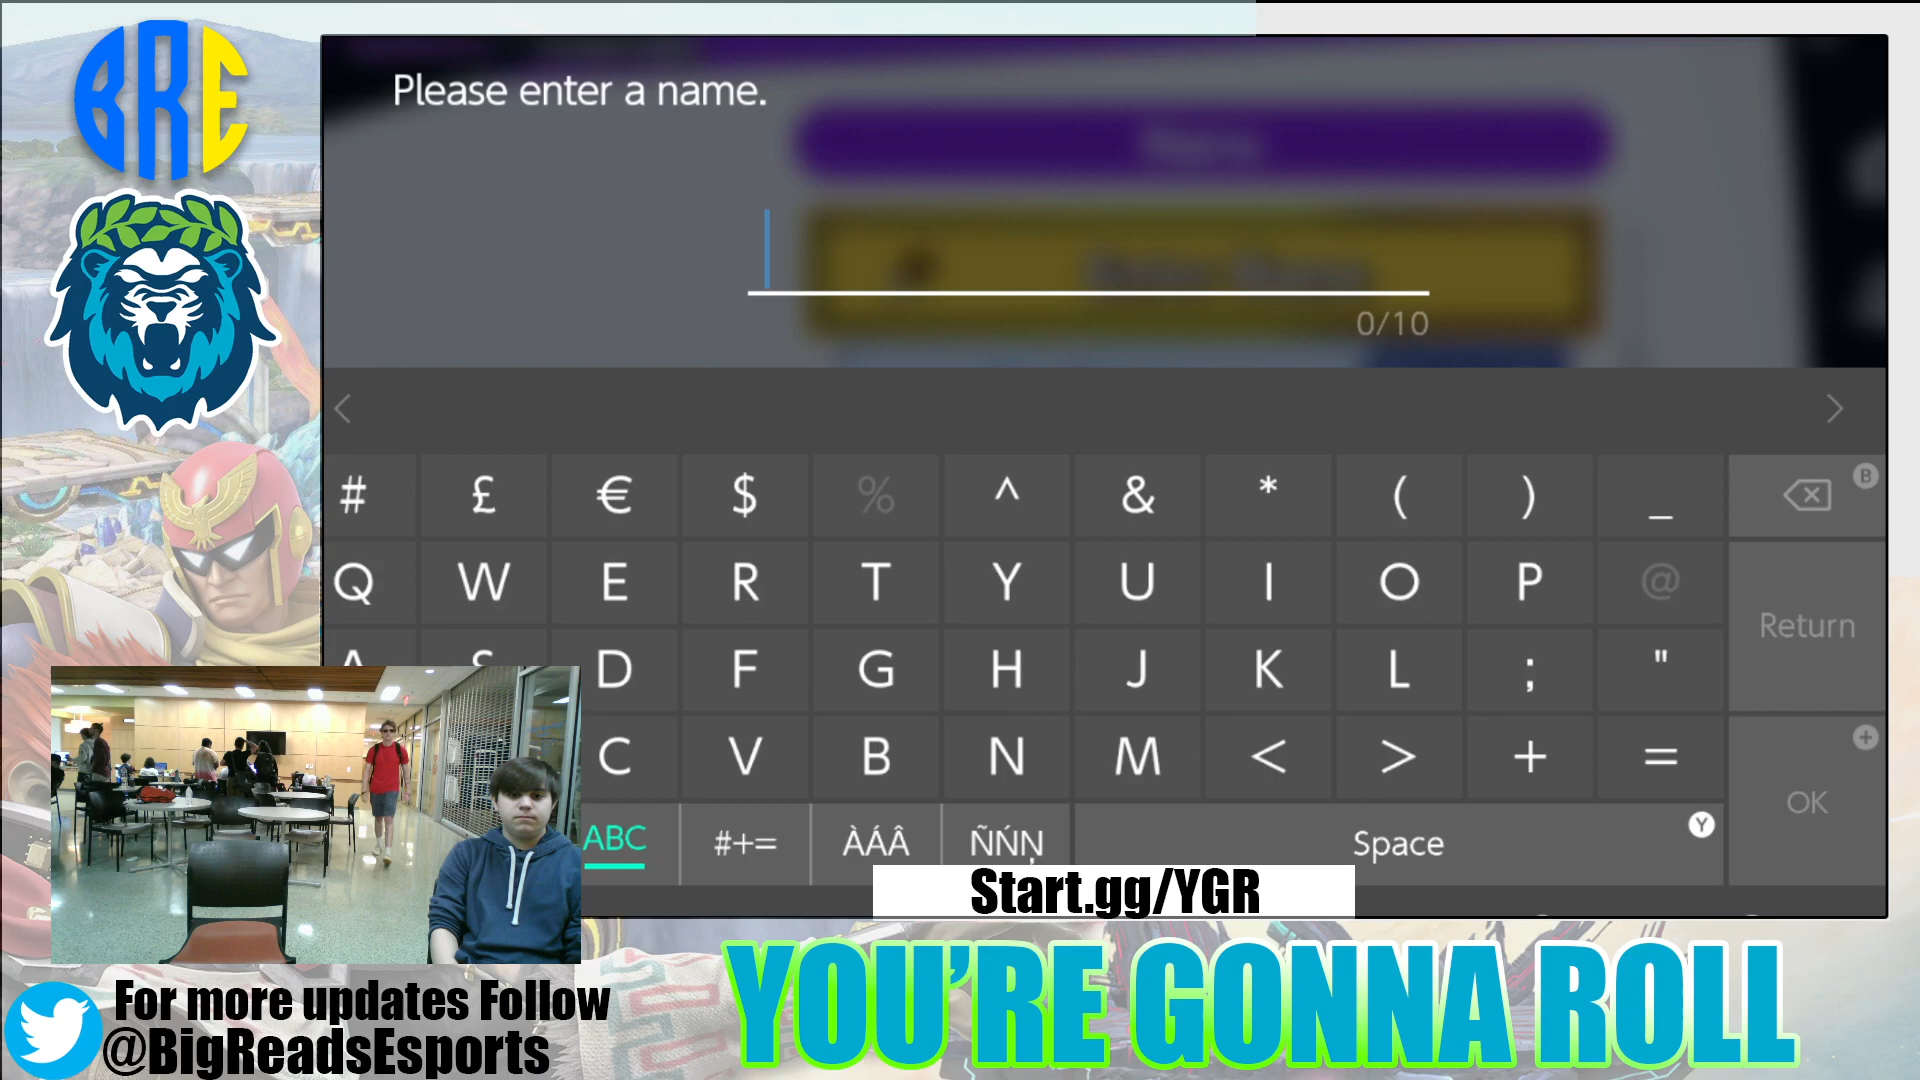 BRE
Please enter a name.
0/10
# £ € $ % ^ & * ( ) _ B
Q W E R T Y U I O P @ Return
D F G H J K L ; "
C V B N M < > + = OK +
ABC #+= ÀÁÂ ÑŃŅ Space Y
Start.gg/YGR
YOU'RE GONNA ROLL
For more updates Follow
@BigReadsEsports